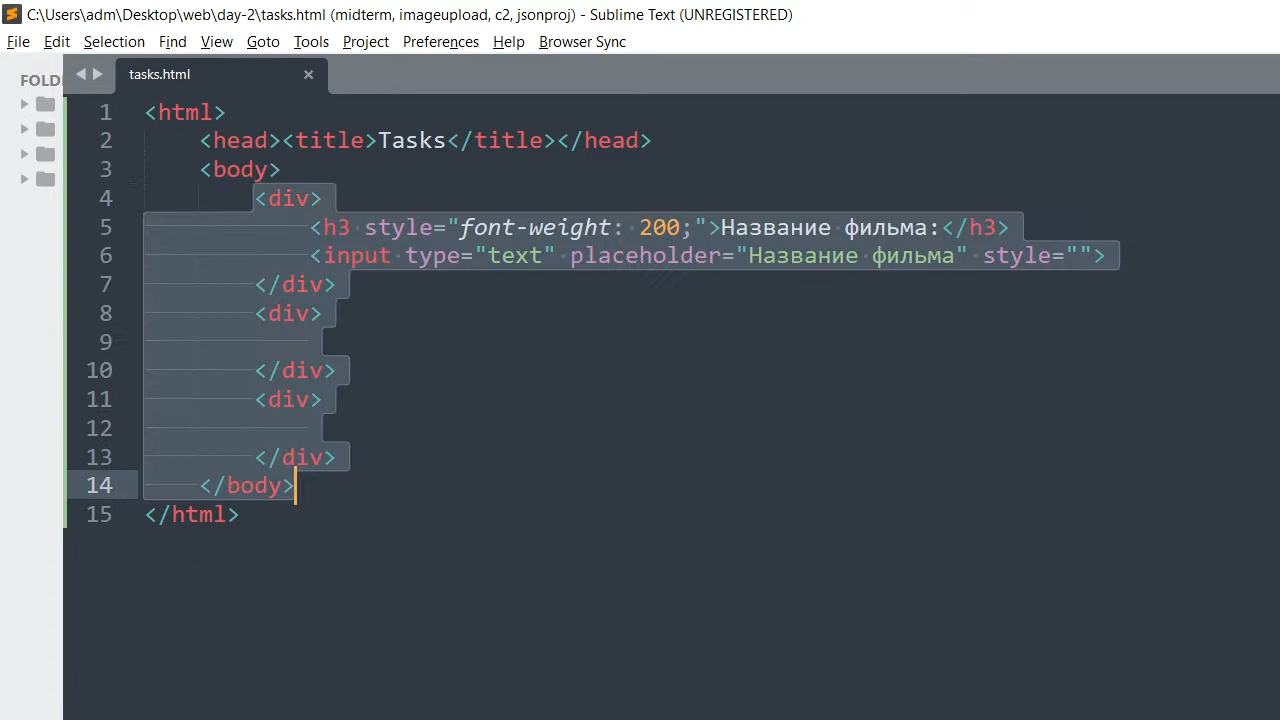 C:\Users\adm\Desktop\web\day-2\tasks.html (midterm, imageupload, c2, jsonproj) - Sublime Text (UNREGISTERED)
File Edit Selection Find View Goto Tools Project Preferences Help Browser Sync
FOLD
tasks.html ×
1 <html>
2 <head><title>Tasks</title></head>
3 <body>
4 <div>
5 <h3 style="font-weight: 200;">Название фильма:</h3>
6 <input type="text" placeholder="Название фильма" style="">
7 </div>
8 <div>
9
10 </div>
11 <div>
12
13 </div>
14 </body>
15 </html>